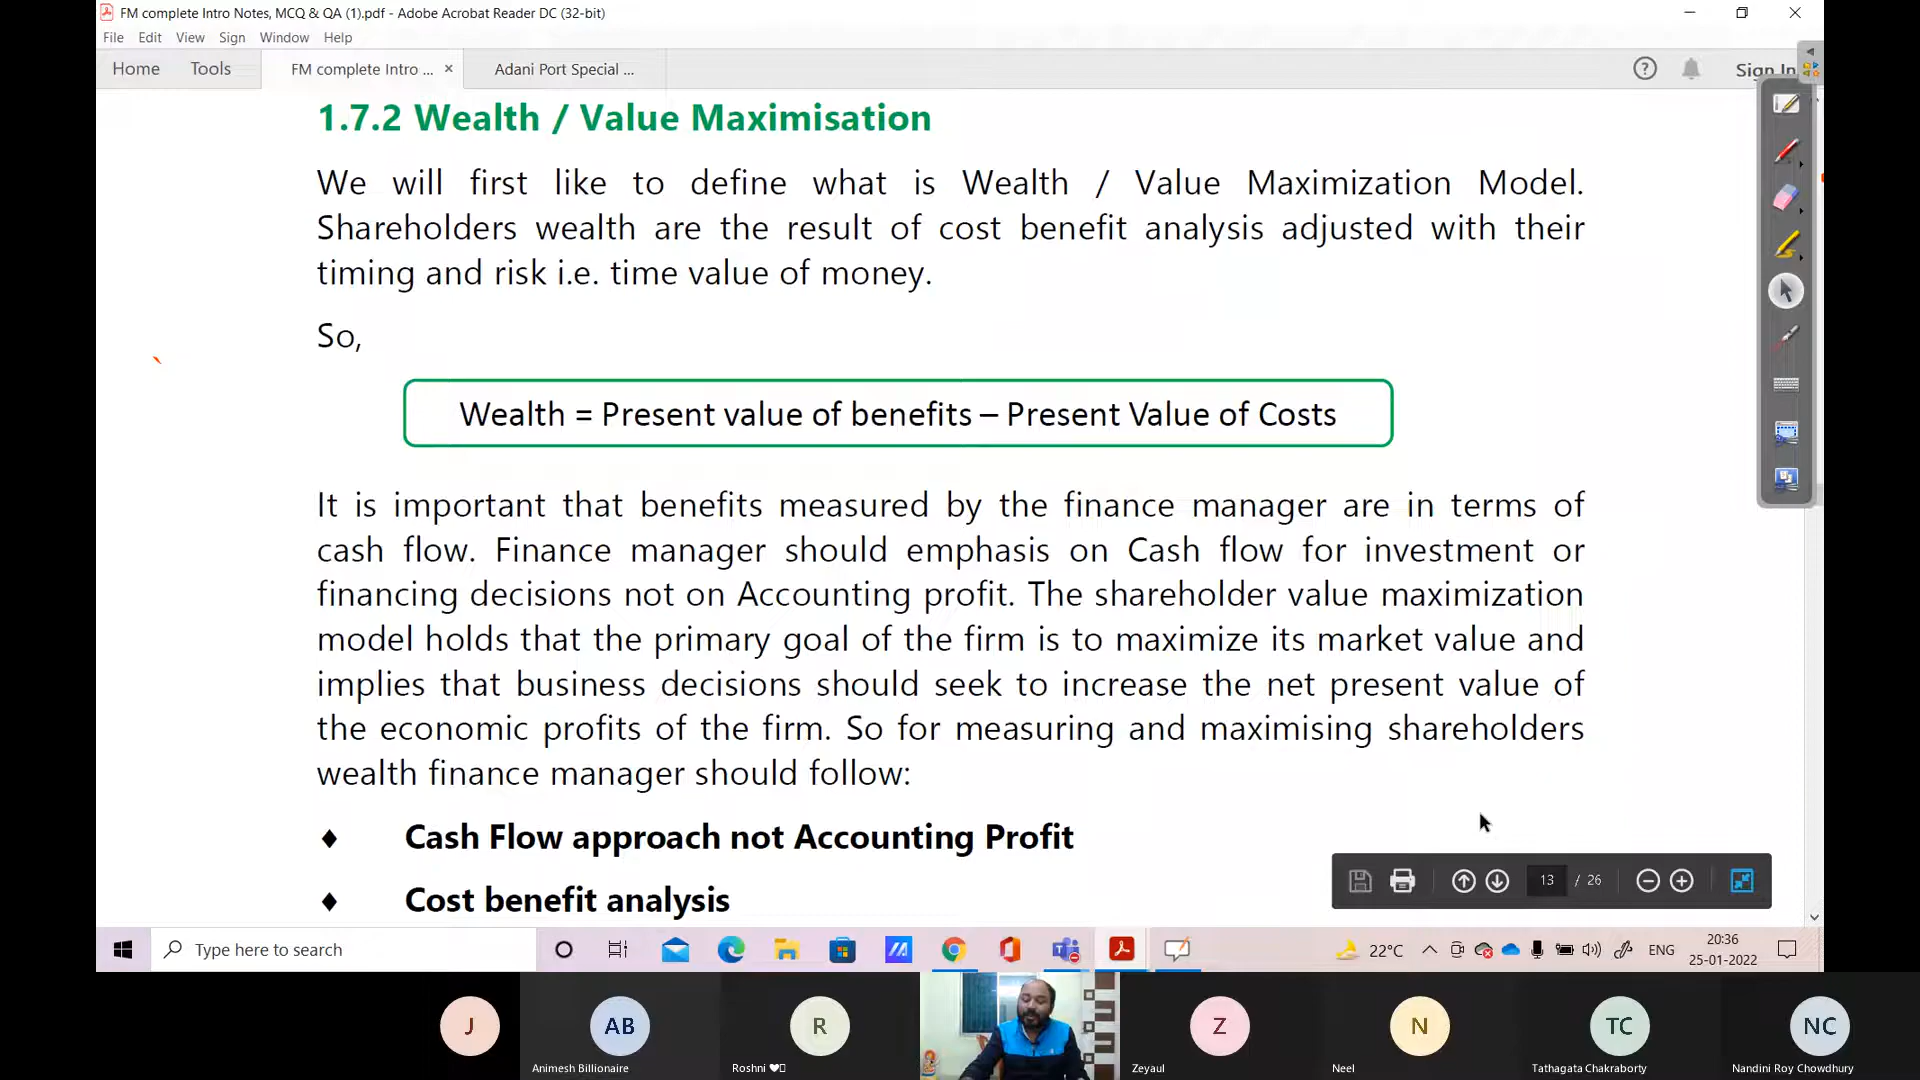 FM complete Intro Notes, MCQ & QA (1).pdf - Adobe Acrobat Reader DC (32-bit)
File Edit View Sign Window Help
Home Tools FM complete Intro ... × Adani Port Special ... Sign In
1.7.2 Wealth / Value Maximisation
We will first like to define what is Wealth / Value Maximization Model.
Shareholders wealth are the result of cost benefit analysis adjusted with their
timing and risk i.e. time value of money.
So,
Wealth = Present value of benefits – Present Value of Costs
It is important that benefits measured by the finance manager are in terms of
cash flow. Finance manager should emphasis on Cash flow for investment or
financing decisions not on Accounting profit. The shareholder value maximization
model holds that the primary goal of the firm is to maximize its market value and
implies that business decisions should seek to increase the net present value of
the economic profits of the firm. So for measuring and maximising shareholders
wealth finance manager should follow:
♦ Cash Flow approach not Accounting Profit
♦ Cost benefit analysis
13 / 26
Type here to search
22°C ENG
20:36
25-01-2022
J AB R Z N TC NC
Animesh Billionaire Roshni ❤ Zeyaul Neel Tathagata Chakraborty Nandini Roy Chowdhury